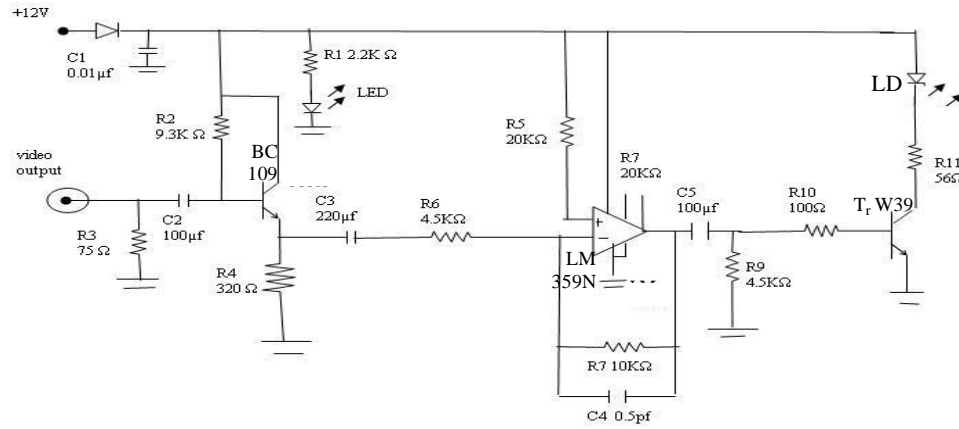 +12V
C1
0.01µf
R1 2.2K Ω
LED
LD
R2
9.3K Ω
BC
109
R5
20KΩ
R7
20KΩ
R11
56Ω
video
output
C2
100µf
R3
75 Ω
C3
220µf
R6
4.5KΩ
C5
100µf
R10
100Ω
Tr W39
+
−
LM
359N
R4
320 Ω
R9
4.5KΩ
R7 10KΩ
C4 0.5pf